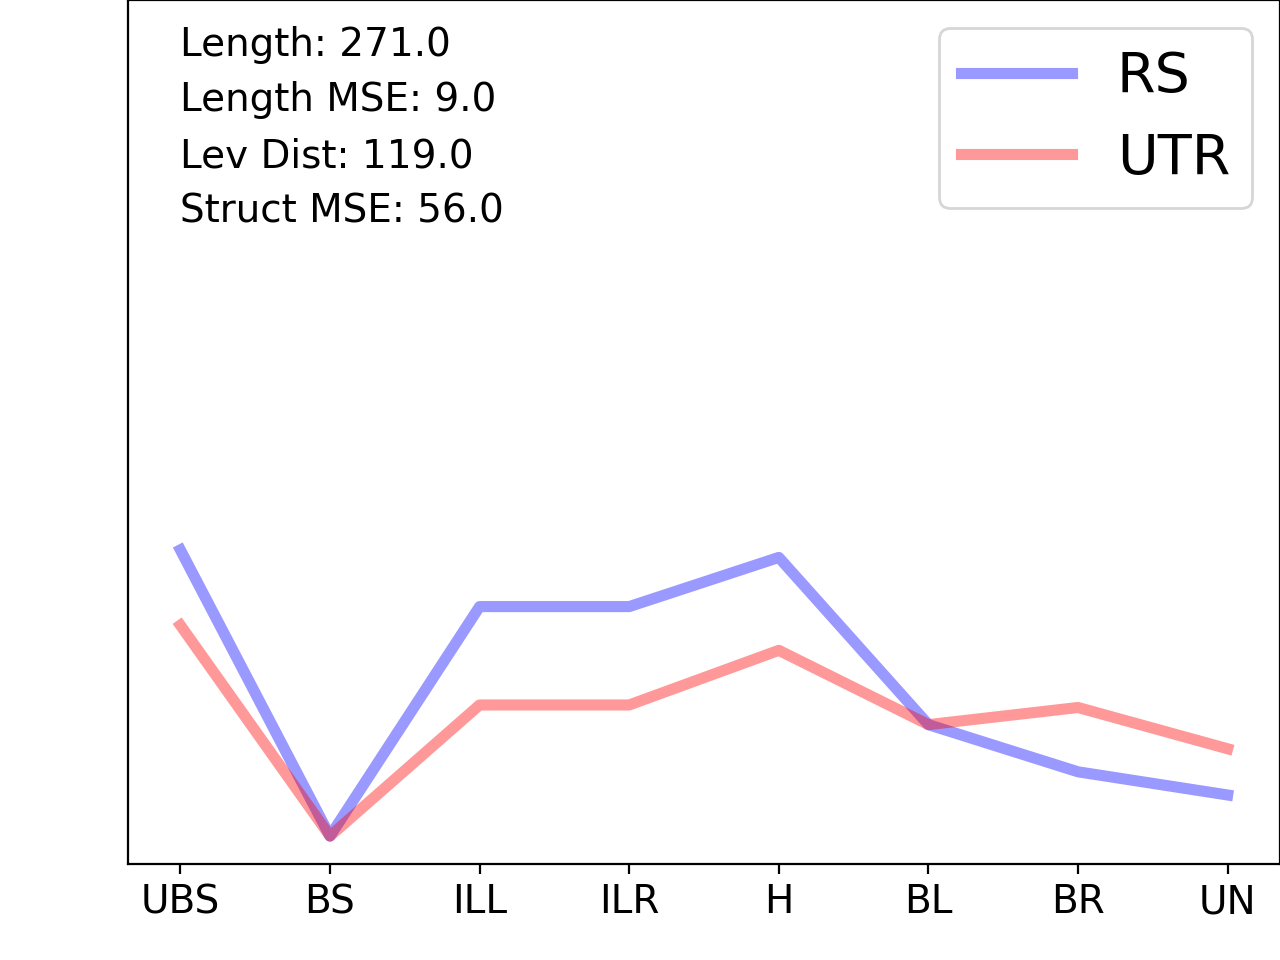 Length: 271.0
Length MSE: 9.0
Lev Dist: 119.0
Struct MSE: 56.0
RS
UTR
UBS BS ILL ILR H BL BR UN